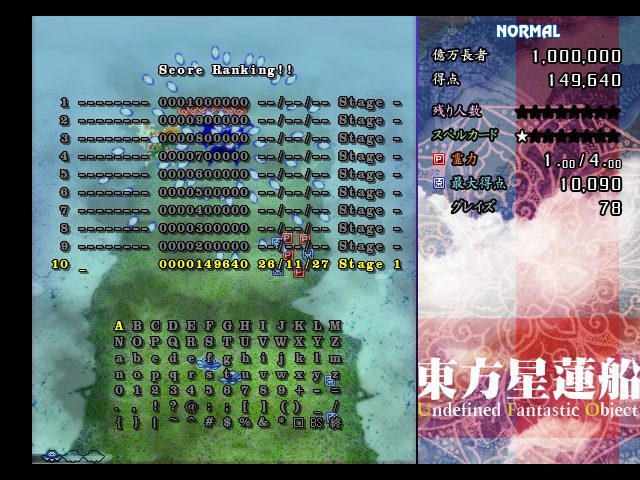 Score Ranking!!
1 -------- 0001000000 --/--/-- Stage -
2 -------- 0000900000 --/--/-- Stage -
3 -------- 0000800000 --/--/-- Stage -
4 -------- 0000700000 --/--/-- Stage -
5 -------- 0000600000 --/--/-- Stage -
6 -------- 0000500000 --/--/-- Stage -
7 -------- 0000400000 --/--/-- Stage -
8 -------- 0000300000 --/--/-- Stage -
9 -------- 0000200000 --/--/-- Stage -
10 _ 0000149640 26/11/27 Stage 1
A B C D E F G H I J K L M
N O P Q R S T U V W X Y Z
a b c d e f g h i j k l m
n o p q r s t u v w x y z
0 1 2 3 4 5 6 7 8 9 + - =
. , ! ? @ : ; [ ] ( ) _ /
{ } | ~ ^ # $ % & * □ BS 終
NORMAL
億万長者 1,000,000
得点 149,640
残り人数
スペルカード
P 霊力 1.00/4.00
点 最大得点 10,090
グレイズ 78
東方星蓮船
Undefined Fantastic Object